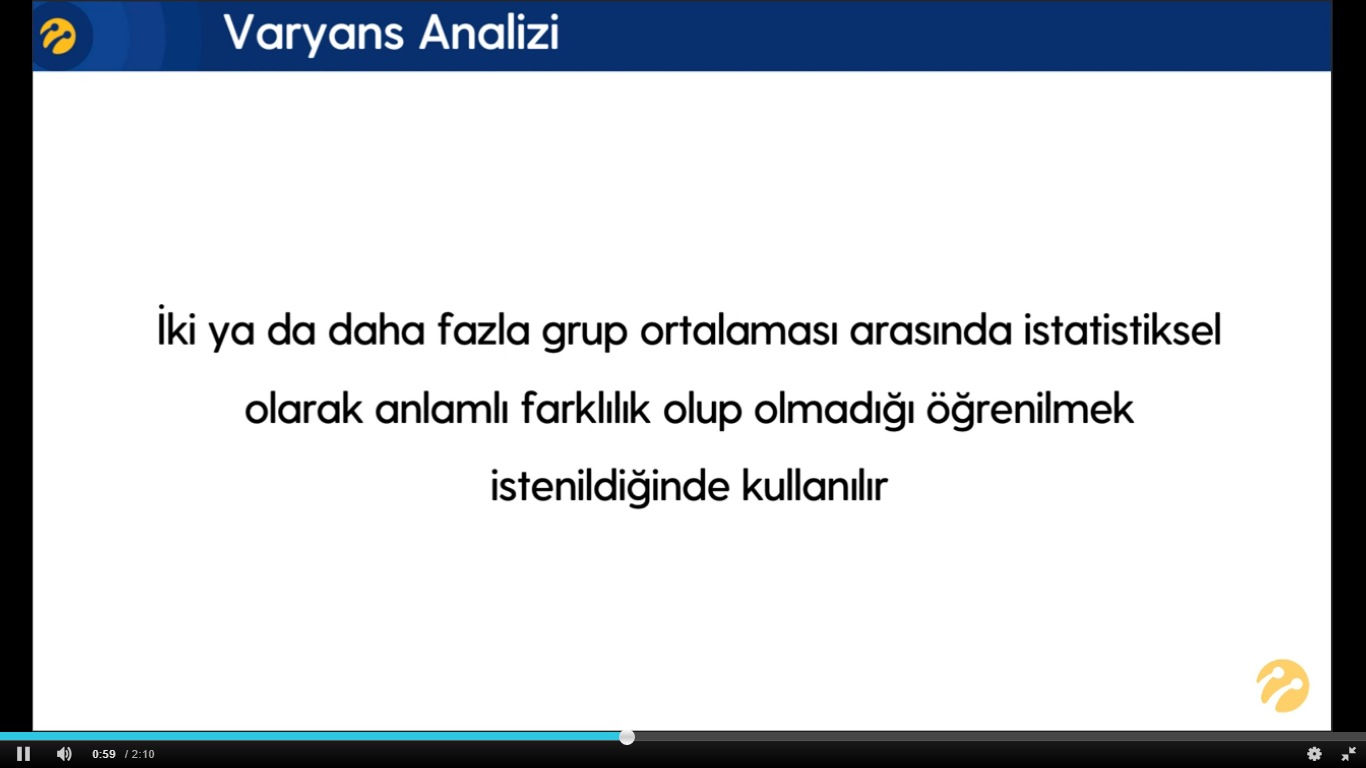 Varyans Analizi
İki ya da daha fazla grup ortalaması arasında istatistiksel
olarak anlamlı farklılık olup olmadığı öğrenilmek
istenildiğinde kullanılır
0:59 / 2:10